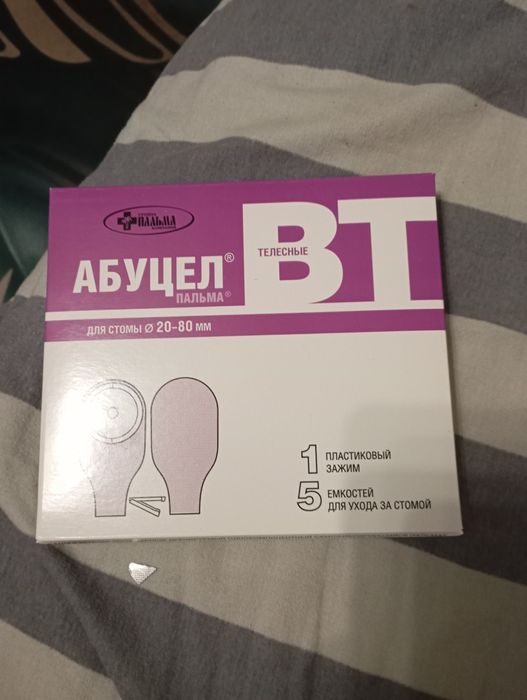 ПАЛЬМА
ВТ
ТЕЛЕСНЫЕ
АБУЦЕЛ®
ПАЛЬМА®
ДЛЯ СТОМЫ Ø 20-80 ММ
1 ПЛАСТИКОВЫЙ
ЗАЖИМ
5 ЕМКОСТЕЙ
ДЛЯ УХОДА ЗА СТОМОЙ